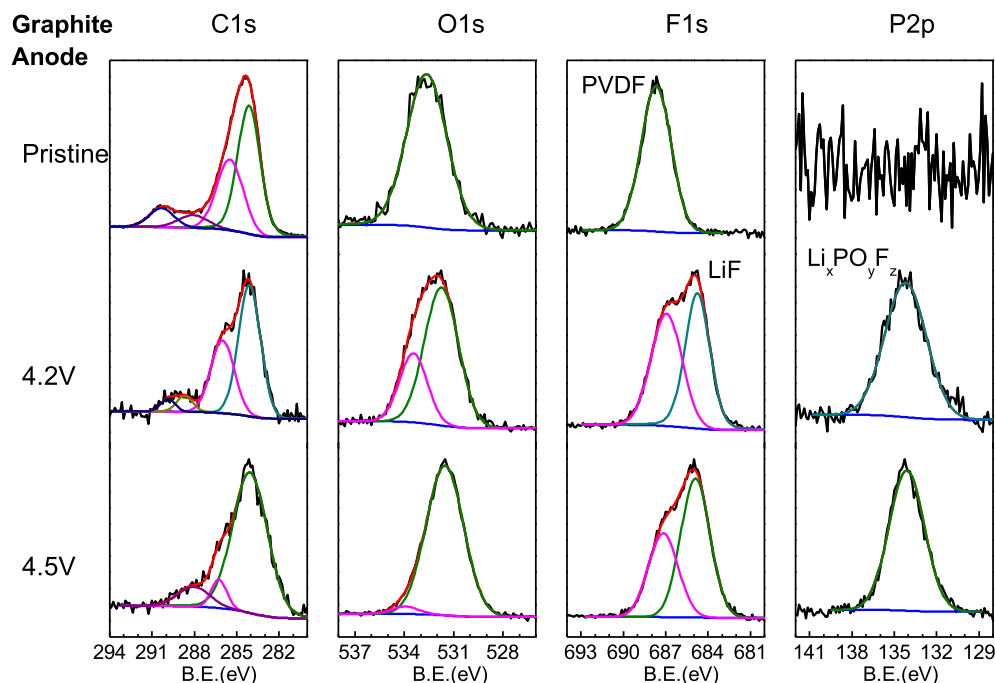 Graphite Anode
C1s O1s F1s P2p
Pristine
PVDF
4.2V
LiF
LixPOyFz
4.5V
294 291 288 285 282
537 534 531 528
693 690 687 684 681
141 138 135 132 129
B.E.(eV) B.E.(eV) B.E.(eV) B.E.(eV)